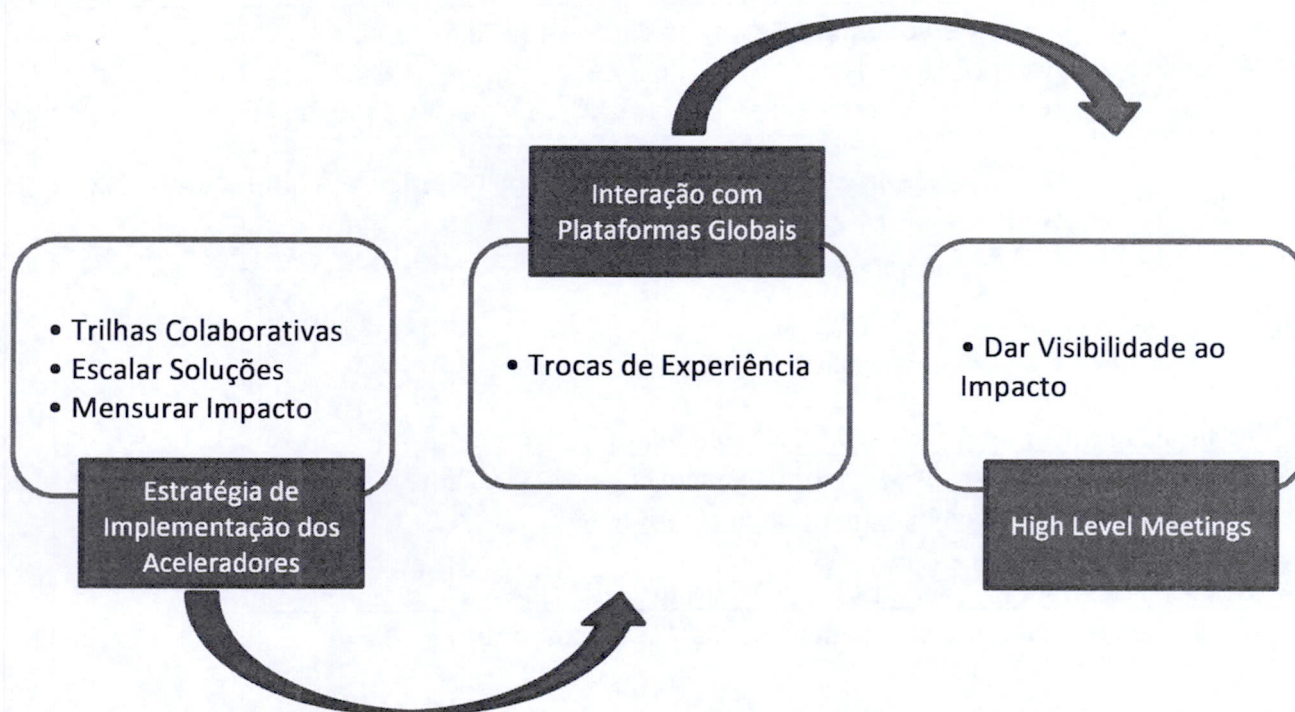 • Trilhas Colaborativas
• Escalar Soluções
• Mensurar Impacto
Estratégia de
Implementação dos
Aceleradores
Interação com
Plataformas Globais
• Trocas de Experiência
• Dar Visibilidade ao
Impacto
High Level Meetings